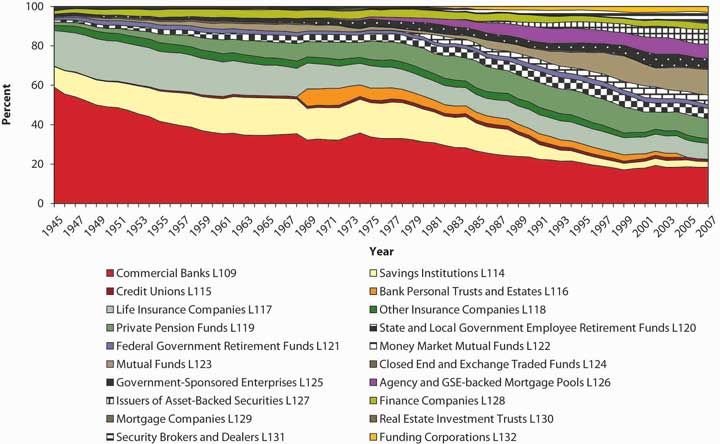 100
80
60
40
20
0
Percent
1945 1947 1949 1951 1953 1955 1957 1959 1961 1963 1965 1967 1969 1971 1973 1975 1977 1979 1981 1983 1985 1987 1989 1991 1993 1995 1997 1999 2001 2003 2005 2007
Year
Commercial Banks L109 Savings Institutions L114
Credit Unions L115 Bank Personal Trusts and Estates L116
Life Insurance Companies L117 Other Insurance Companies L118
Private Pension Funds L119 State and Local Government Employee Retirement Funds L120
Federal Government Retirement Funds L121 Money Market Mutual Funds L122
Mutual Funds L123 Closed End and Exchange Traded Funds L124
Government-Sponsored Enterprises L125 Agency and GSE-backed Mortgage Pools L126
Issuers of Asset-Backed Securities L127 Finance Companies L128
Mortgage Companies L129 Real Estate Investment Trusts L130
Security Brokers and Dealers L131 Funding Corporations L132